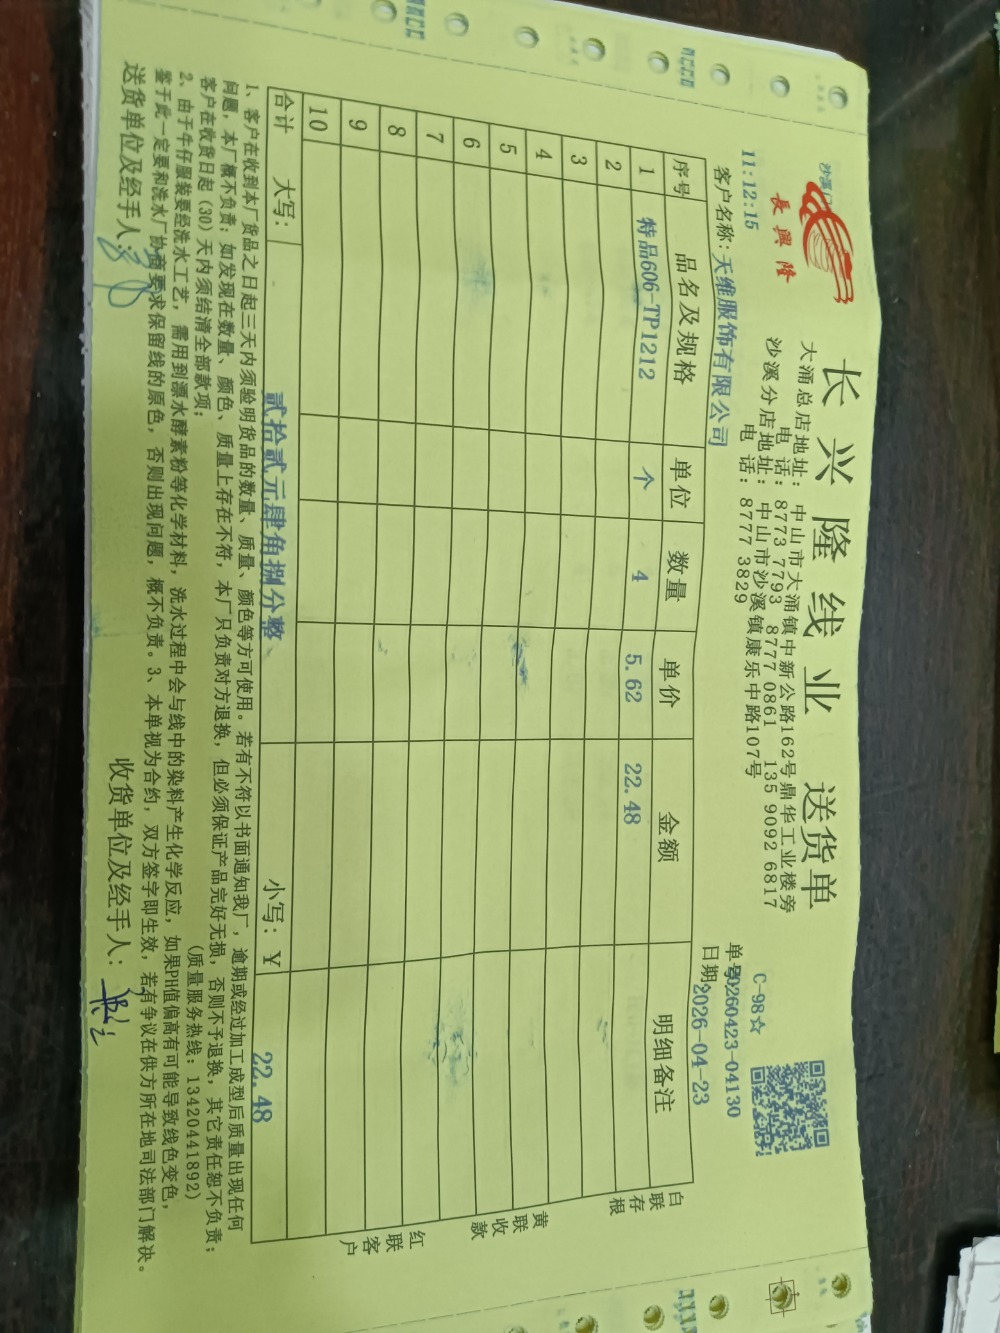 沙溪门
長興隆
长兴隆线业 送货单
大涌总店地址：中山市大涌镇中新公路162号鼎华工业楼旁
电 话：8773 7793 8777 0861 135 9092 6817
沙溪分店地址：中山市沙溪镇康乐中路107号
电 话：8777 3829
C-98☆
11:12:15
单号：20260423-04130
客户名称：天维服饰有限公司
日期：2026-04-23
序号 品名及规格 单位 数量 单价 金额 明细备注
1 特品606-TP1212 个 4 5.62 22.48
2
3
4
5
6
7
8
9
10
合计 大写： 贰拾贰元肆角捌分整 小写：¥ 22.48
白联存根
黄联收款
红联客户
1、客户在收到本厂货品之日起三天内须验明货品的数量、质量、颜色等方可使用。若有不符以书面通知我厂，逾期或经过加工成型后质量出现任何
问题，本厂概不负责；如发现在数量、颜色、质量上存在不符，本厂只负责对方退换，但必须保证产品完好无损，否则不予退换，其它责任恕不负责；
客户在收货日起（30）天内须结清全部款项；
（质量服务热线：13420441892）
2、由于牛仔服装要经洗水工艺，需用到漂水酵素粉等化学材料，洗水过程中会与线中的染料产生化学反应，如果PH值偏高有可能导致线色变色，
鉴于此一定要和洗水厂协商要求保留线的原色，否则出现问题，概不负责。3、本单视为合约，双方签字即生效，若有争议在供方所在地司法部门解决。
送货单位及经手人：
收货单位及经手人：